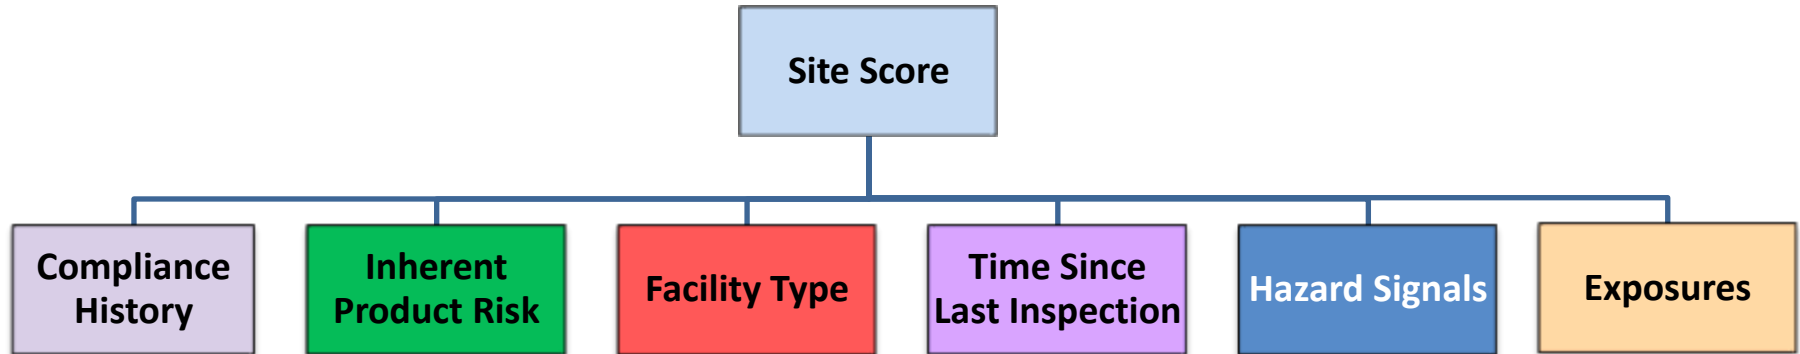 Site Score
Compliance
History
Inherent
Product Risk
Facility Type
Time Since
Last Inspection
Hazard Signals
Exposures